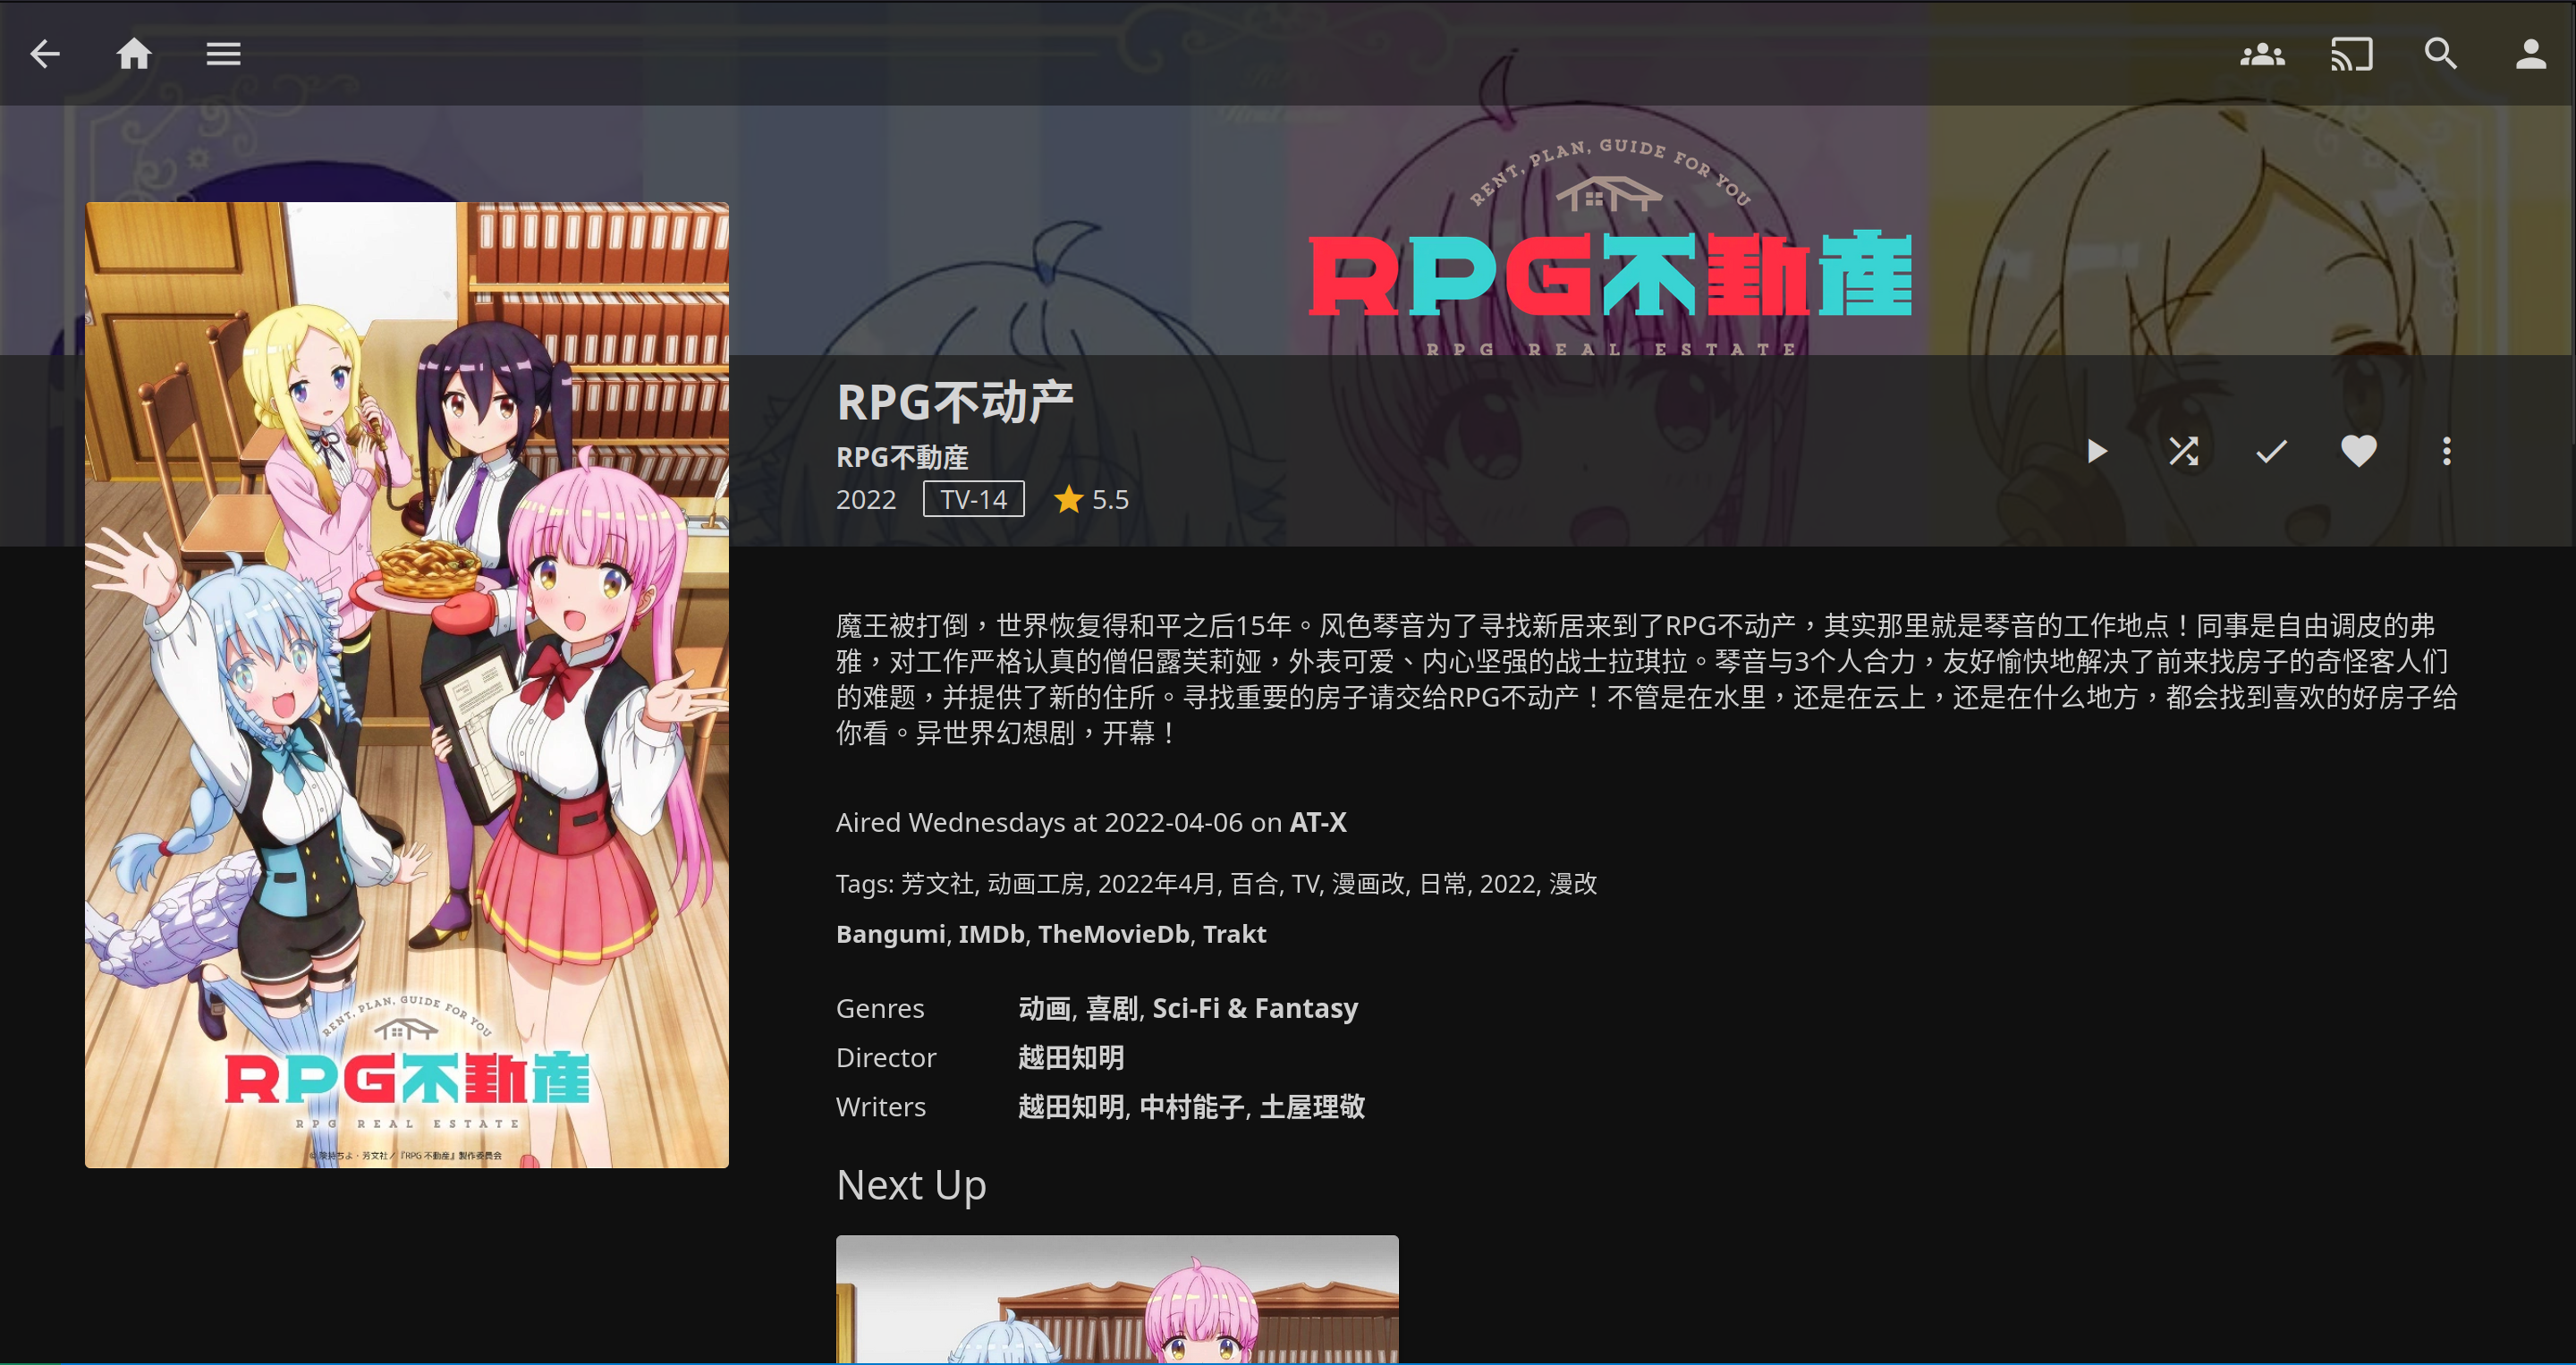 RENT, PLAN, GUIDE FOR YOU
RPG不動産
RPG REAL ESTATE
RPG不动产
RPG不動産
2022 TV-14 5.5
魔王被打倒，世界恢复得和平之后15年。风色琴音为了寻找新居来到了RPG不动产，其实那里就是琴音的工作地点！同事是自由调皮的弗
雅，对工作严格认真的僧侣露芙莉娅，外表可爱、内心坚强的战士拉琪拉。琴音与3个人合力，友好愉快地解决了前来找房子的奇怪客人们
的难题，并提供了新的住所。寻找重要的房子请交给RPG不动产！不管是在水里，还是在云上，还是在什么地方，都会找到喜欢的好房子给
你看。异世界幻想剧，开幕！
Aired Wednesdays at 2022-04-06 on AT-X
Tags: 芳文社, 动画工房, 2022年4月, 百合, TV, 漫画改, 日常, 2022, 漫改
Bangumi, IMDb, TheMovieDb, Trakt
Genres 动画, 喜剧, Sci-Fi & Fantasy
Director 越田知明
Writers 越田知明, 中村能子, 土屋理敬
Next Up
RENT, PLAN, GUIDE FOR YOU
RPG不動産
RPG REAL ESTATE
持ちよ・芳文社／『RPG不動産』製作委員会